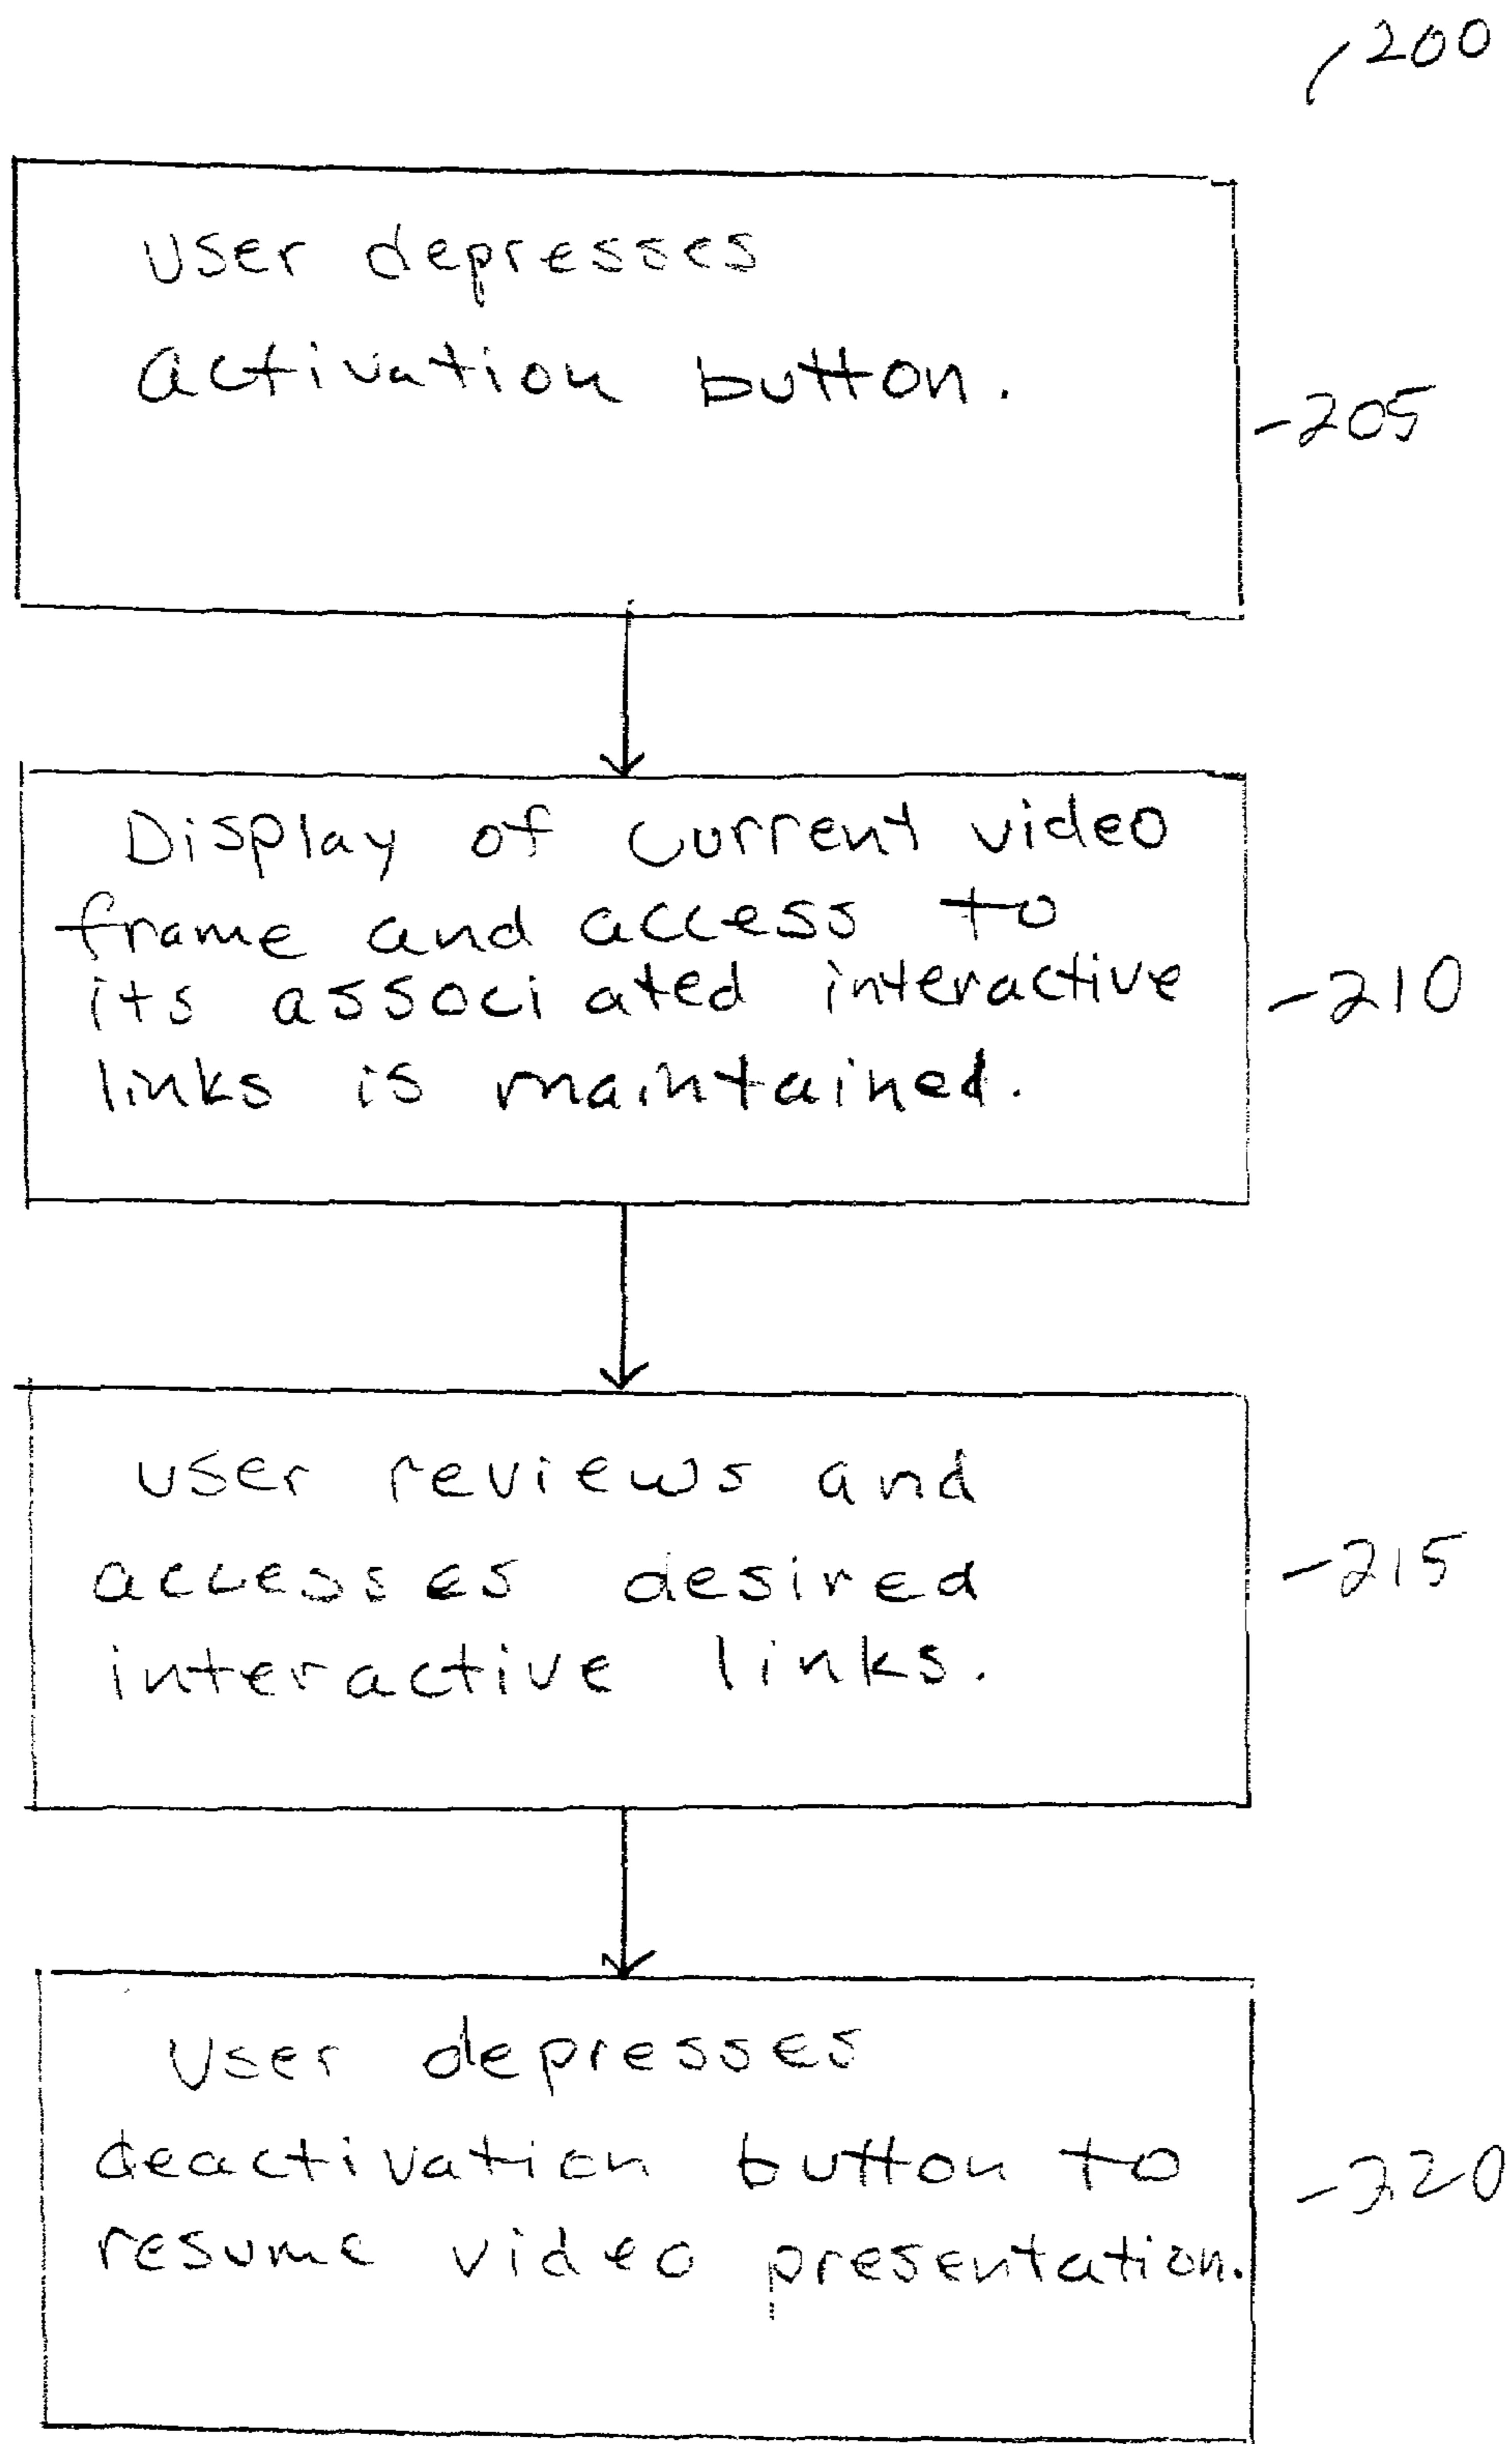 200
User depresses
activation button.
-205
Display of current video
frame and access to
its associated interactive
links is maintained.
-210
user reviews and
accesses desired
interactive links.
-215
User depresses
deactivation button to
resume video presentation.
-220